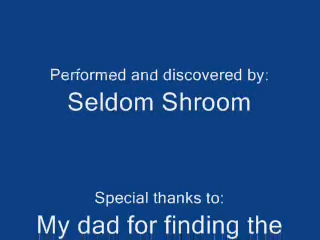 Performed and discovered by:
Seldom Shroom
Special thanks to:
My dad for finding the